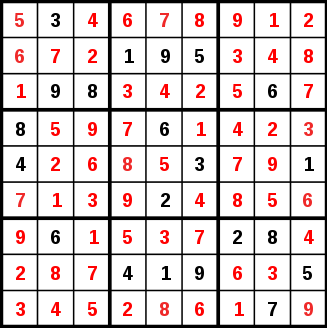 5 3 4 6 7 8 9 1 2
6 7 2 1 9 5 3 4 8
1 9 8 3 4 2 5 6 7
8 5 9 7 6 1 4 2 3
4 2 6 8 5 3 7 9 1
7 1 3 9 2 4 8 5 6
9 6 1 5 3 7 2 8 4
2 8 7 4 1 9 6 3 5
3 4 5 2 8 6 1 7 9